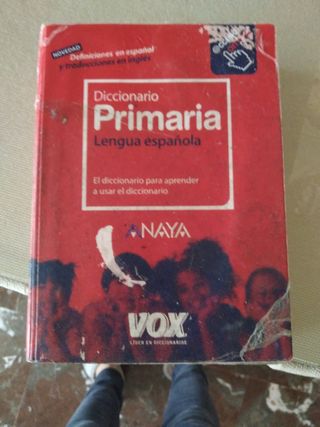 NOVEDAD
Definiciones en español
y traducciones en inglés
Diccionario
Primaria
Lengua española
El diccionario para aprender
a usar el diccionario
ANAYA
VOX
LÍDER EN DICCIONARIOS